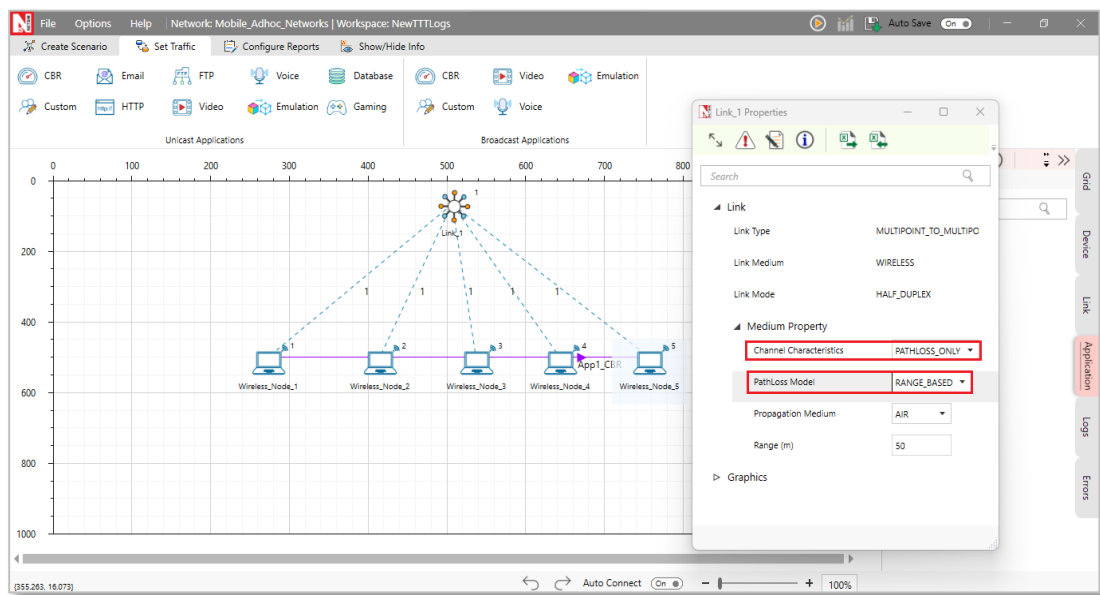 File Options Help Network: Mobile_Adhoc_Networks | Workspace: NewTTTLogs Auto Save On
Create Scenario Set Traffic Configure Reports Show/Hide Info
CBR Email FTP Voice Database CBR Video Emulation
Custom HTTP Video Emulation Gaming Custom Voice
Unicast Applications Broadcast Applications
0 100 200 300 400 500 600 700 800
0
200
400
600
800
1000
1
Link_1
1 1 1 1 1
1 2 3 4 5
App1_CBR
Wireless_Node_1 Wireless_Node_2 Wireless_Node_3 Wireless_Node_4 Wireless_Node_5
Link_1 Properties
Search
Link
Link Type MULTIPOINT_TO_MULTIPO
Link Medium WIRELESS
Link Mode HALF_DUPLEX
Medium Property
Channel Characteristics PATHLOSS_ONLY
PathLoss Model RANGE_BASED
Propagation Medium AIR
Range (m) 50
Graphics
Grid
Device
Link
Application
Logs
Errors
(355.263, 16.073) Auto Connect On 100%